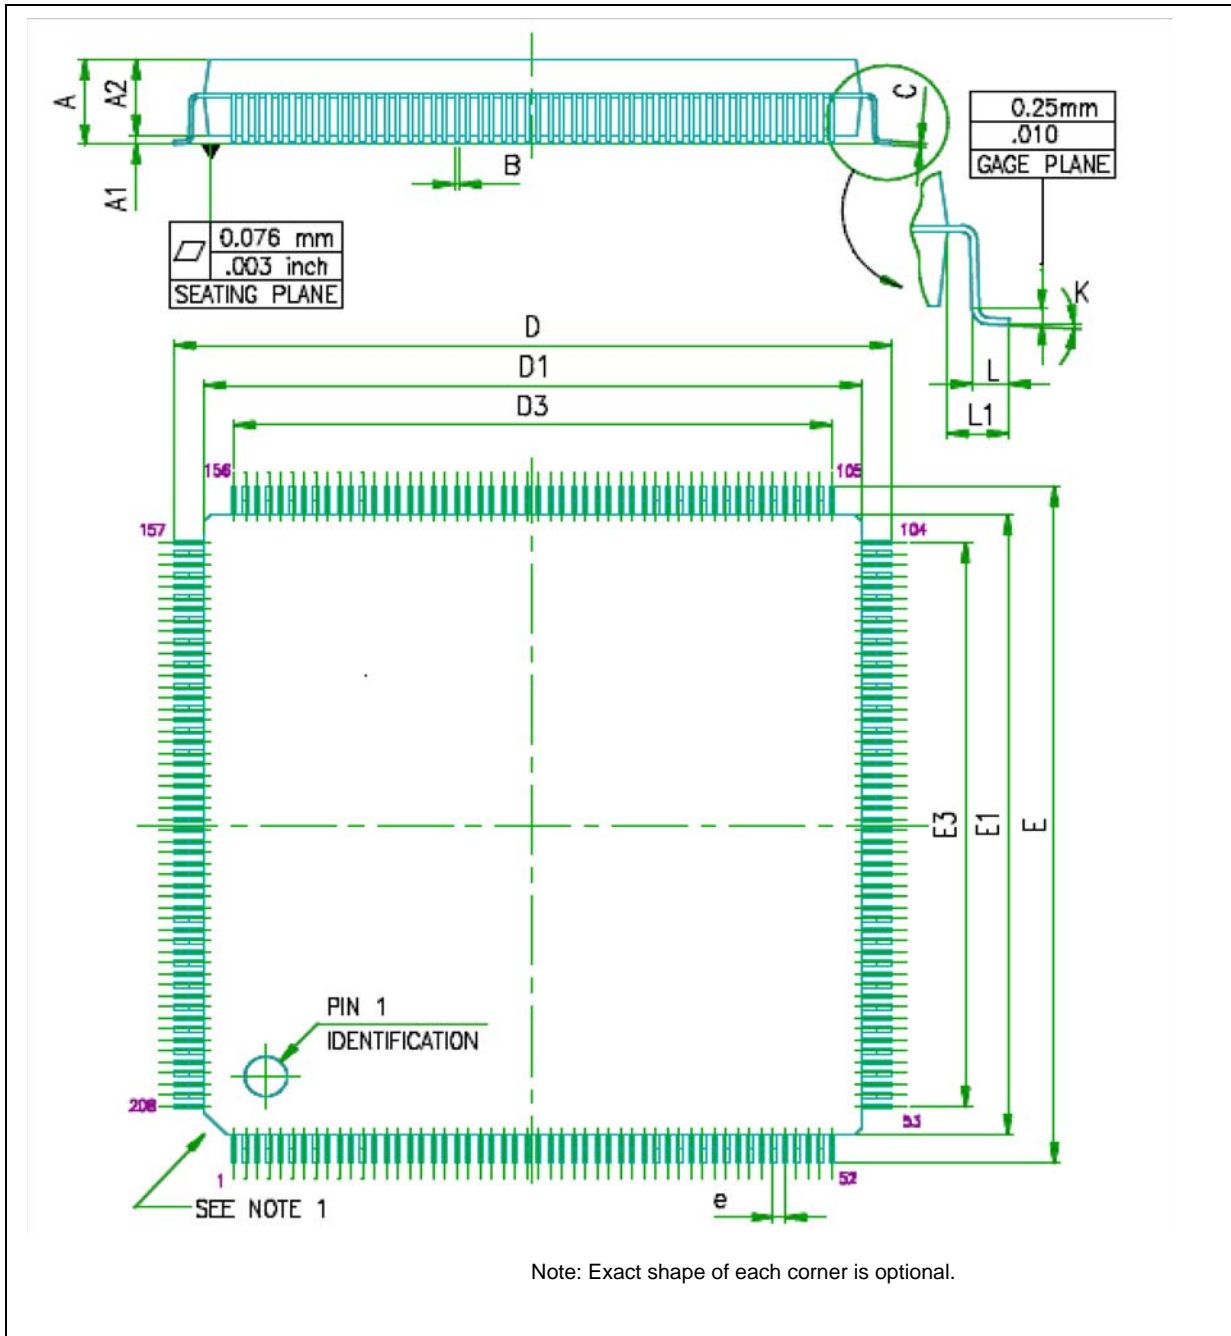 A
A2
A1
B
C
0.25mm
.010
GAGE PLANE
0.076 mm
.003 inch
SEATING PLANE
K
L
L1
D
D1
D3
156
105
157
104
E3
E1
E
PIN 1
IDENTIFICATION
208
53
1
52
e
SEE NOTE 1
Note: Exact shape of each corner is optional.